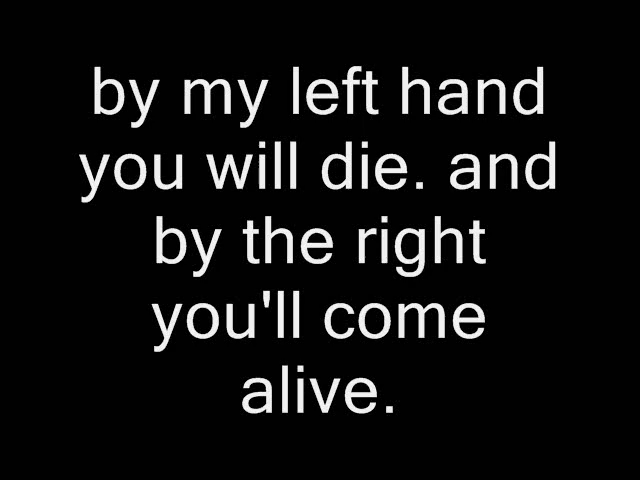 by my left hand
you will die. and
by the right
you'll come
alive.